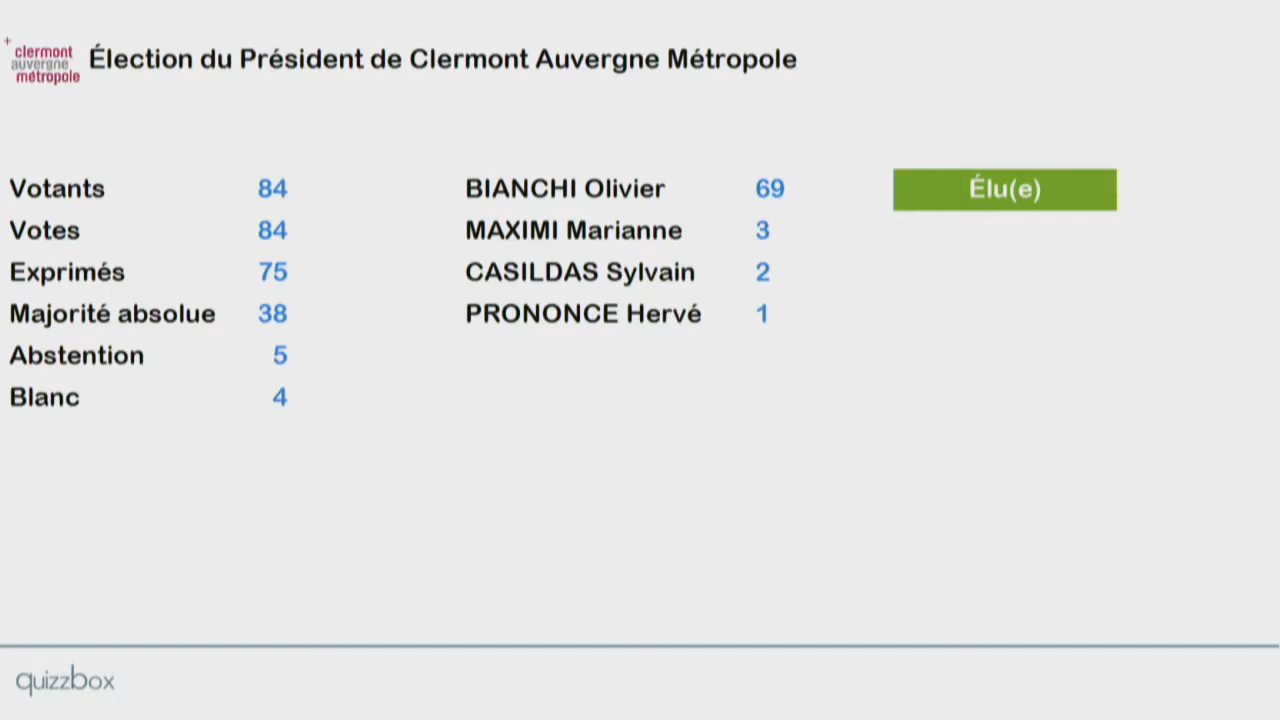 clermont
auvergne
métropole
Élection du Président de Clermont Auvergne Métropole
Votants 84 BIANCHI Olivier 69 Élu(e)
Votes 84 MAXIMI Marianne 3
Exprimés 75 CASILDAS Sylvain 2
Majorité absolue 38 PRONONCE Hervé 1
Abstention 5
Blanc 4
quizzbox